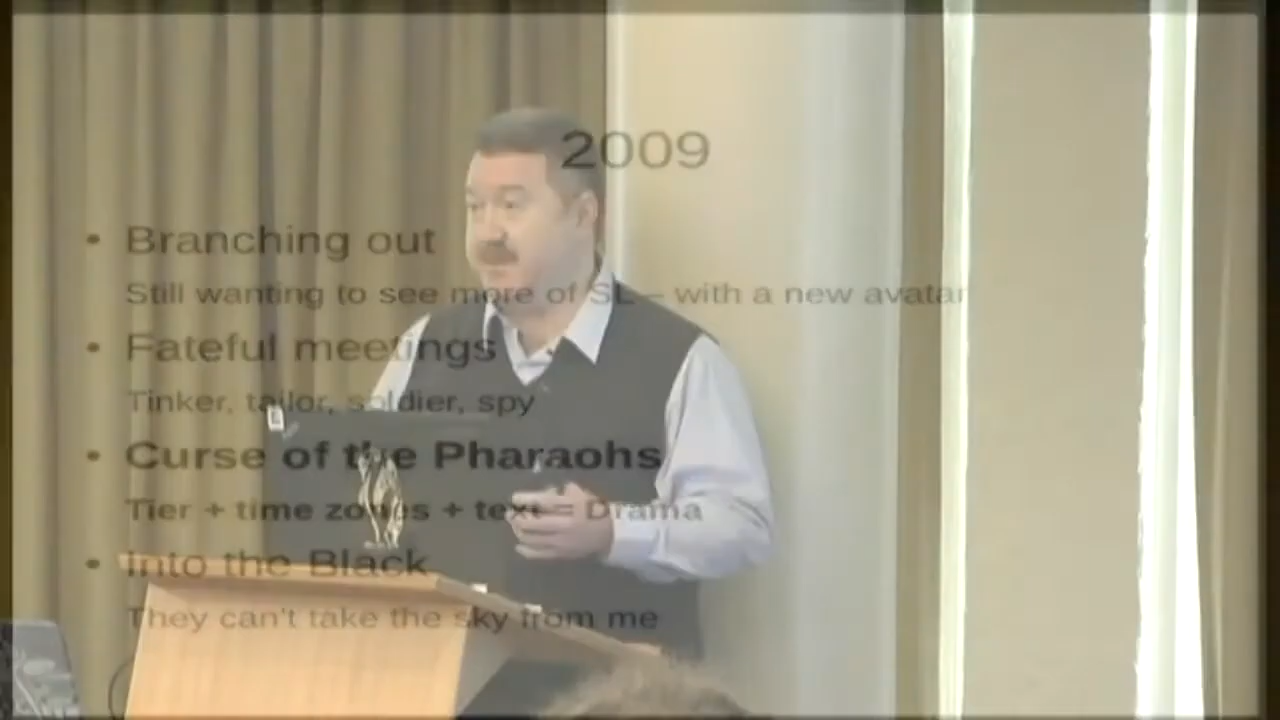 2009
• Branching out
Still wanting to see more of SL – with a new avatar
• Fateful meetings
Tinker, tailor, soldier, spy
• Curse of the Pharaohs
Tier + time zones + text = Drama
• Into the Black
They can't take the sky from me